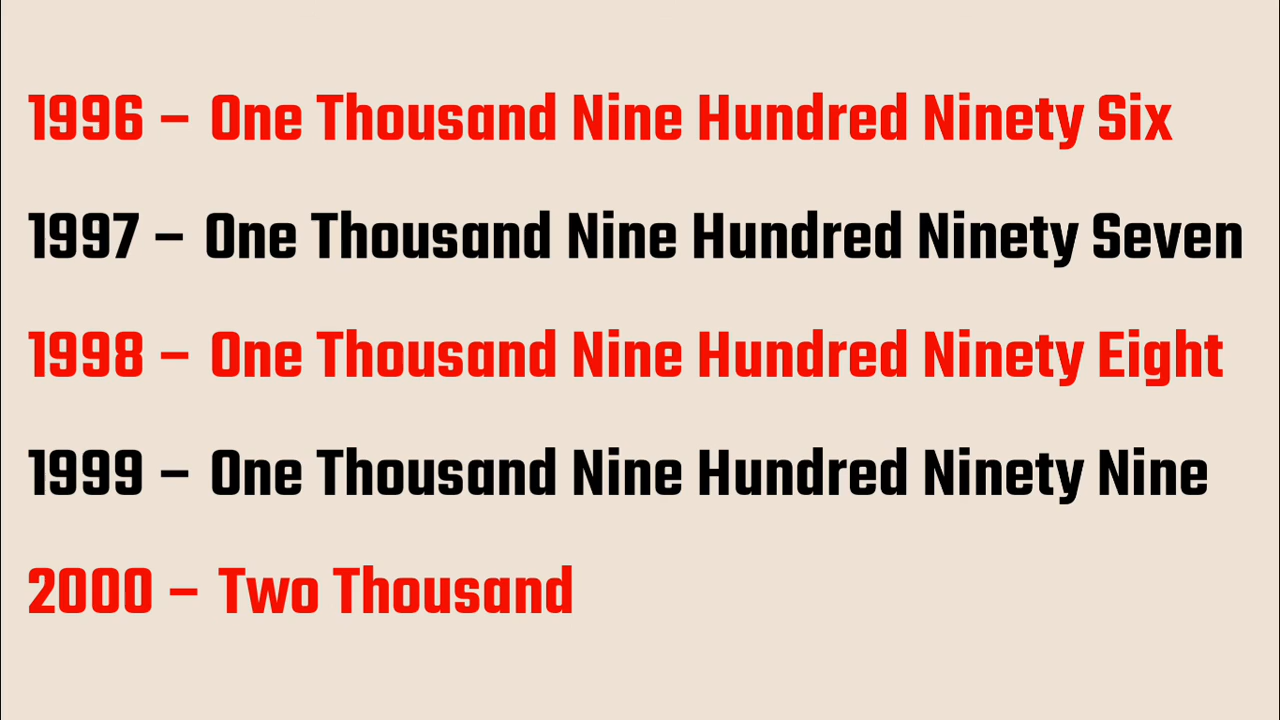 1996 – One Thousand Nine Hundred Ninety Six
1997 – One Thousand Nine Hundred Ninety Seven
1998 – One Thousand Nine Hundred Ninety Eight
1999 – One Thousand Nine Hundred Ninety Nine
2000 – Two Thousand